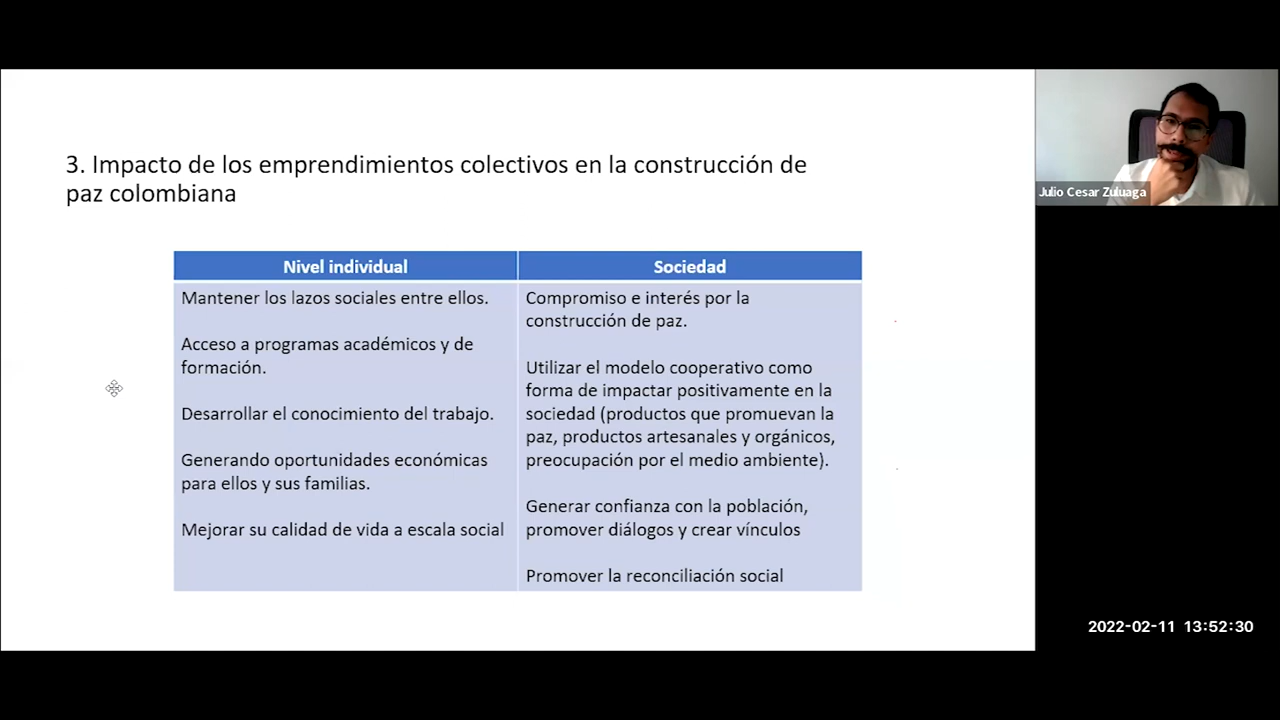 3. Impacto de los emprendimientos colectivos en la construcción de
paz colombiana
Nivel individual
Mantener los lazos sociales entre ellos.
Acceso a programas académicos y de
formación.
Desarrollar el conocimiento del trabajo.
Generando oportunidades económicas
para ellos y sus familias.
Mejorar su calidad de vida a escala social
Sociedad
Compromiso e interés por la
construcción de paz.
Utilizar el modelo cooperativo como
forma de impactar positivamente en la
sociedad (productos que promuevan la
paz, productos artesanales y orgánicos,
preocupación por el medio ambiente).
Generar confianza con la población,
promover diálogos y crear vínculos
Promover la reconciliación social
Julio Cesar Zuluaga
2022-02-11 13:52:30